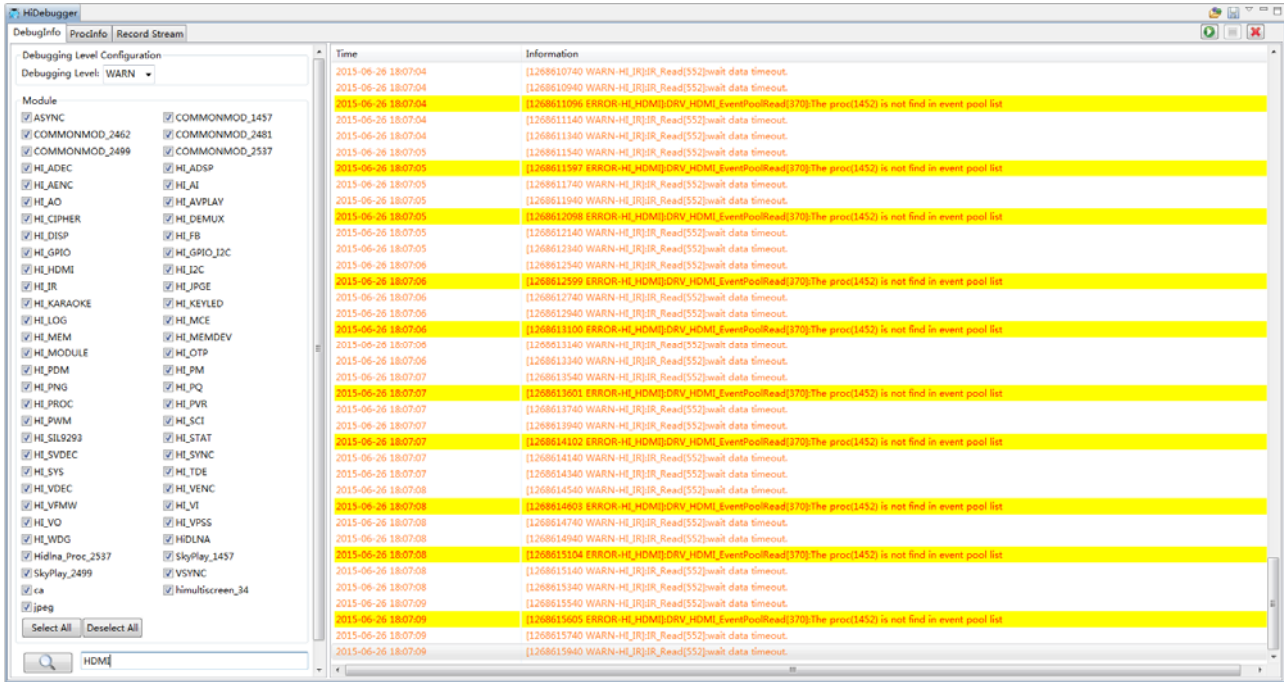 HiDebugger
DebugInfo ProcInfo Record Stream
Debugging Level Configuration
Debugging Level: WARN
Module
ASYNC COMMONMOD_1457
COMMONMOD_2462 COMMONMOD_2481
COMMONMOD_2499 COMMONMOD_2537
HI_ADEC HI_ADSP
HI_AENC HI_AI
HI_AO HI_AVPLAY
HI_CIPHER HI_DEMUX
HI_DISP HI_FB
HI_GPIO HI_GPIO_I2C
HI_HDMI HI_I2C
HI_IR HI_JPGE
HI_KARAOKE HI_KEYLED
HI_LOG HI_MCE
HI_MEM HI_MEMDEV
HI_MODULE HI_OTP
HI_PDM HI_PM
HI_PNG HI_PQ
HI_PROC HI_PVR
HI_PWM HI_SCI
HI_SIL9293 HI_STAT
HI_SVDEC HI_SYNC
HI_SYS HI_TDE
HI_VDEC HI_VENC
HI_VFMW HI_VI
HI_VO HI_VPSS
HI_WDG HiDLNA
Hidlna_Proc_2537 SkyPlay_1457
SkyPlay_2499 VSYNC
ca himultiscreen_34
jpeg
Select All Deselect All
HDMI
Time Information
2015-06-26 18:07:04 [1268610740 WARN-HI_IR]:IR_Read[552]:wait data timeout.
2015-06-26 18:07:04 [1268610940 WARN-HI_IR]:IR_Read[552]:wait data timeout.
2015-06-26 18:07:04 [1268611096 ERROR-HI_HDMI]:DRV_HDMI_EventPoolRead[370]:The proc(1452) is not find in event pool list
2015-06-26 18:07:04 [1268611140 WARN-HI_IR]:IR_Read[552]:wait data timeout.
2015-06-26 18:07:04 [1268611340 WARN-HI_IR]:IR_Read[552]:wait data timeout.
2015-06-26 18:07:05 [1268611540 WARN-HI_IR]:IR_Read[552]:wait data timeout.
2015-06-26 18:07:05 [1268611597 ERROR-HI_HDMI]:DRV_HDMI_EventPoolRead[370]:The proc(1452) is not find in event pool list
2015-06-26 18:07:05 [1268611740 WARN-HI_IR]:IR_Read[552]:wait data timeout.
2015-06-26 18:07:05 [1268611940 WARN-HI_IR]:IR_Read[552]:wait data timeout.
2015-06-26 18:07:05 [1268612098 ERROR-HI_HDMI]:DRV_HDMI_EventPoolRead[370]:The proc(1452) is not find in event pool list
2015-06-26 18:07:05 [1268612140 WARN-HI_IR]:IR_Read[552]:wait data timeout.
2015-06-26 18:07:05 [1268612340 WARN-HI_IR]:IR_Read[552]:wait data timeout.
2015-06-26 18:07:06 [1268612540 WARN-HI_IR]:IR_Read[552]:wait data timeout.
2015-06-26 18:07:06 [1268612599 ERROR-HI_HDMI]:DRV_HDMI_EventPoolRead[370]:The proc(1452) is not find in event pool list
2015-06-26 18:07:06 [1268612740 WARN-HI_IR]:IR_Read[552]:wait data timeout.
2015-06-26 18:07:06 [1268612940 WARN-HI_IR]:IR_Read[552]:wait data timeout.
2015-06-26 18:07:06 [1268613100 ERROR-HI_HDMI]:DRV_HDMI_EventPoolRead[370]:The proc(1452) is not find in event pool list
2015-06-26 18:07:06 [1268613140 WARN-HI_IR]:IR_Read[552]:wait data timeout.
2015-06-26 18:07:06 [1268613340 WARN-HI_IR]:IR_Read[552]:wait data timeout.
2015-06-26 18:07:07 [1268613540 WARN-HI_IR]:IR_Read[552]:wait data timeout.
2015-06-26 18:07:07 [1268613601 ERROR-HI_HDMI]:DRV_HDMI_EventPoolRead[370]:The proc(1452) is not find in event pool list
2015-06-26 18:07:07 [1268613740 WARN-HI_IR]:IR_Read[552]:wait data timeout.
2015-06-26 18:07:07 [1268613940 WARN-HI_IR]:IR_Read[552]:wait data timeout.
2015-06-26 18:07:07 [1268614102 ERROR-HI_HDMI]:DRV_HDMI_EventPoolRead[370]:The proc(1452) is not find in event pool list
2015-06-26 18:07:07 [1268614140 WARN-HI_IR]:IR_Read[552]:wait data timeout.
2015-06-26 18:07:07 [1268614340 WARN-HI_IR]:IR_Read[552]:wait data timeout.
2015-06-26 18:07:08 [1268614540 WARN-HI_IR]:IR_Read[552]:wait data timeout.
2015-06-26 18:07:08 [1268614603 ERROR-HI_HDMI]:DRV_HDMI_EventPoolRead[370]:The proc(1452) is not find in event pool list
2015-06-26 18:07:08 [1268614740 WARN-HI_IR]:IR_Read[552]:wait data timeout.
2015-06-26 18:07:08 [1268614940 WARN-HI_IR]:IR_Read[552]:wait data timeout.
2015-06-26 18:07:08 [1268615104 ERROR-HI_HDMI]:DRV_HDMI_EventPoolRead[370]:The proc(1452) is not find in event pool list
2015-06-26 18:07:08 [1268615140 WARN-HI_IR]:IR_Read[552]:wait data timeout.
2015-06-26 18:07:08 [1268615340 WARN-HI_IR]:IR_Read[552]:wait data timeout.
2015-06-26 18:07:09 [1268615540 WARN-HI_IR]:IR_Read[552]:wait data timeout.
2015-06-26 18:07:09 [1268615605 ERROR-HI_HDMI]:DRV_HDMI_EventPoolRead[370]:The proc(1452) is not find in event pool list
2015-06-26 18:07:09 [1268615740 WARN-HI_IR]:IR_Read[552]:wait data timeout.
2015-06-26 18:07:09 [1268615940 WARN-HI_IR]:IR_Read[552]:wait data timeout.